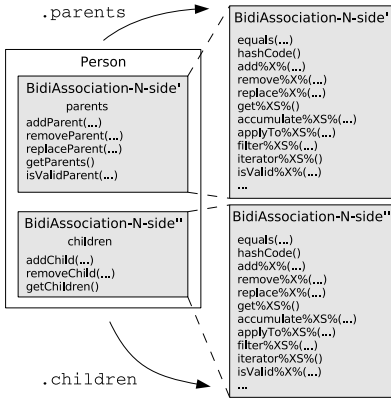 .parents
Person
BidiAssociation-N-side'
parents
addParent(...)
removeParent(...)
replaceParent(...)
getParents()
isValidParent(...)
BidiAssociation-N-side''
children
addChild(...)
removeChild(...)
getChildren()
.children
BidiAssociation-N-side'
equals(...)
hashCode()
add%X%(...)
remove%X%(...)
replace%X%(...)
get%XS%()
accumulate%XS%(...)
applyTo%XS%(...)
filter%XS%(...)
iterator%XS%()
isValid%X%(...)
...
BidiAssociation-N-side''
equals(...)
hashCode()
add%X%(...)
remove%X%(...)
replace%X%(...)
get%XS%()
accumulate%XS%(...)
applyTo%XS%(...)
filter%XS%(...)
iterator%XS%()
isValid%X%(...)
...